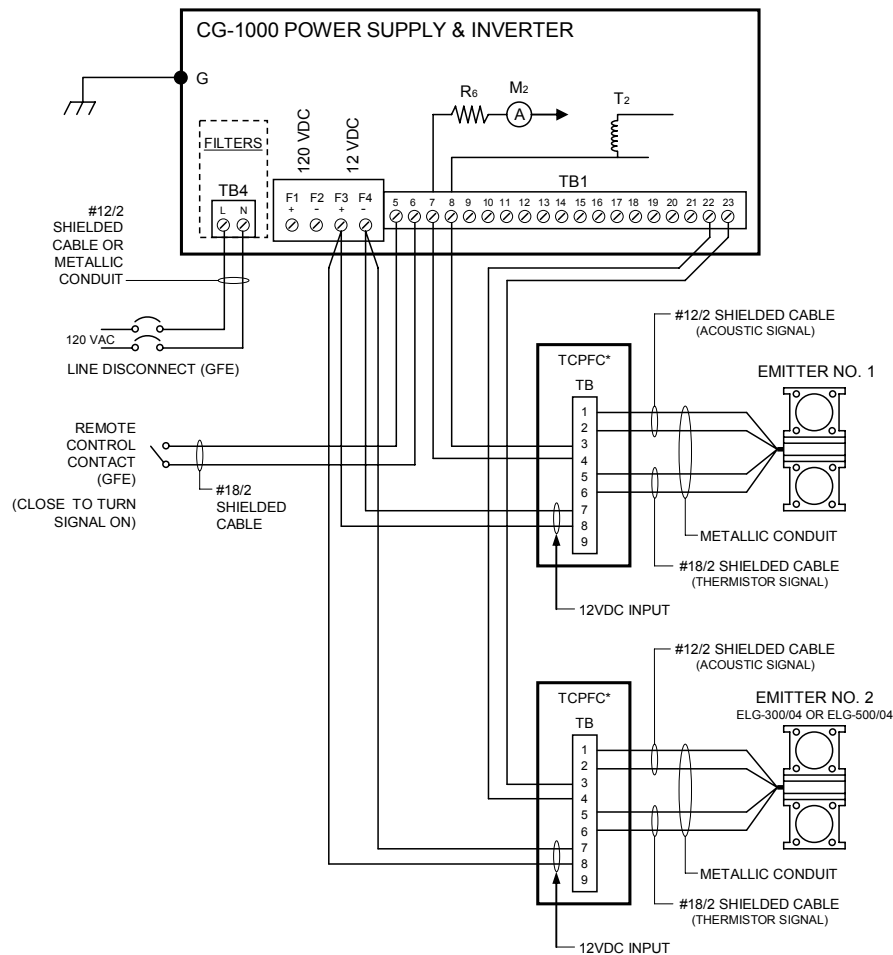 CG-1000 POWER SUPPLY & INVERTER
G
R6
M2
A
T2
FILTERS
120 VDC
12 VDC
TB4
L N
F1 F2 F3 F4
+ - + -
TB1
5 6 7 8 9 10 11 12 13 14 15 16 17 18 19 20 21 22 23
#12/2
SHIELDED
CABLE OR
METALLIC
CONDUIT
120 VAC
LINE DISCONNECT (GFE)
REMOTE
CONTROL
CONTACT
(GFE)
(CLOSE TO TURN
SIGNAL ON)
#18/2
SHIELDED
CABLE
#12/2 SHIELDED CABLE
(ACOUSTIC SIGNAL)
TCPFC*
TB
1
2
3
4
5
6
7
8
9
EMITTER NO. 1
METALLIC CONDUIT
#18/2 SHIELDED CABLE
(THERMISTOR SIGNAL)
12VDC INPUT
#12/2 SHIELDED CABLE
(ACOUSTIC SIGNAL)
TCPFC*
TB
1
2
3
4
5
6
7
8
9
EMITTER NO. 2
ELG-300/04 OR ELG-500/04
METALLIC CONDUIT
#18/2 SHIELDED CABLE
(THERMISTOR SIGNAL)
12VDC INPUT